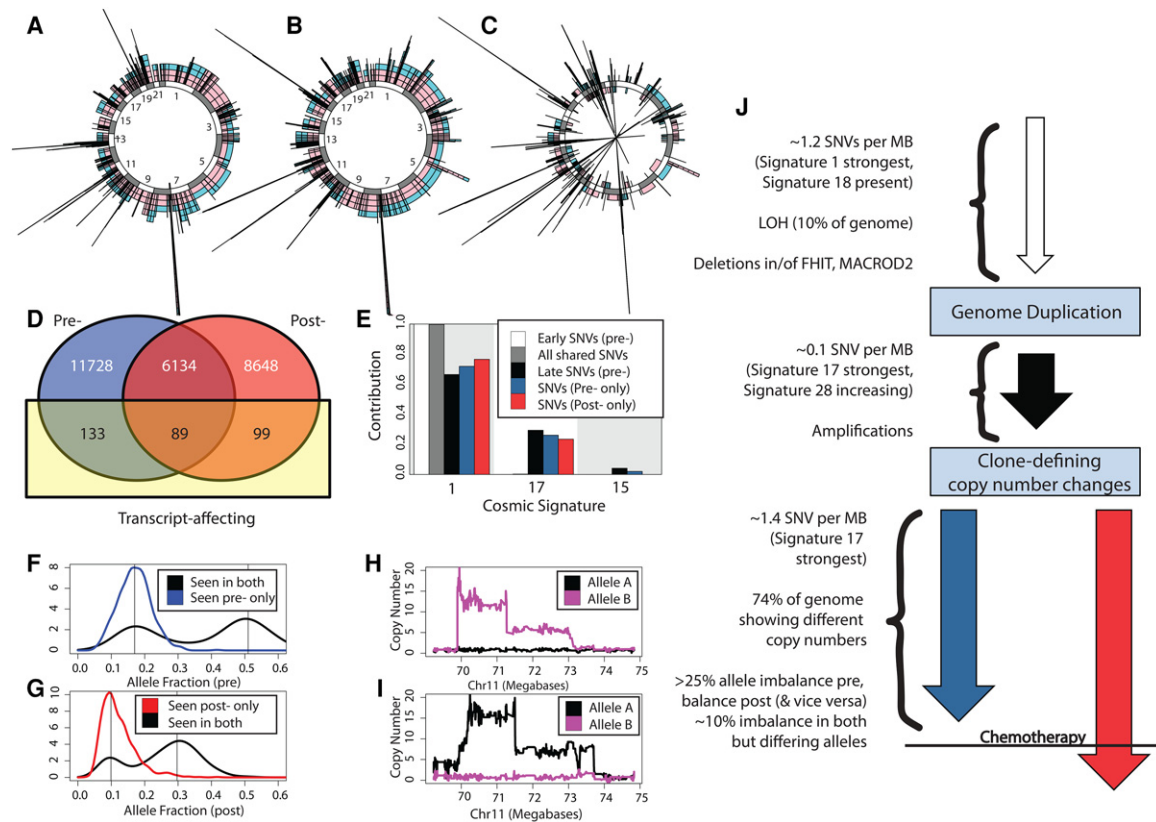 A
B
C
J
19 21 1
17
15
3
13
11
5
9 7
19 21 1
17
15
3
13
11
5
9 7
D
Pre-
Post-
11728 6134 8648
133 89 99
Transcript-affecting
E
Contribution
1.0
0.8
0.6
0.4
0.2
0.0
Early SNVs (pre-)
All shared SNVs
Late SNVs (pre-)
SNVs (Pre- only)
SNVs (Post- only)
1 17 15
Cosmic Signature
F
8
6
4
2
0
Seen in both
Seen pre- only
0.0 0.1 0.2 0.3 0.4 0.5 0.6
Allele Fraction (pre)
G
10
8
6
4
2
0
Seen post- only
Seen in both
0.0 0.1 0.2 0.3 0.4 0.5 0.6
Allele Fraction (post)
H
Copy Number
20
15
10
5
0
Allele A
Allele B
70 71 72 73 74 75
Chr11 (Megabases)
I
Copy Number
20
15
10
5
0
Allele A
Allele B
70 71 72 73 74 75
Chr11 (Megabases)
~1.2 SNVs per MB
(Signature 1 strongest,
Signature 18 present)
LOH (10% of genome)
Deletions in/of FHIT, MACROD2
Genome Duplication
~0.1 SNV per MB
(Signature 17 strongest,
Signature 28 increasing)
Amplifications
Clone-defining
copy number changes
~1.4 SNV per MB
(Signature 17
strongest)
74% of genome
showing different
copy numbers
>25% allele imbalance pre,
balance post (& vice versa)
~10% imbalance in both
but differing alleles
Chemotherapy